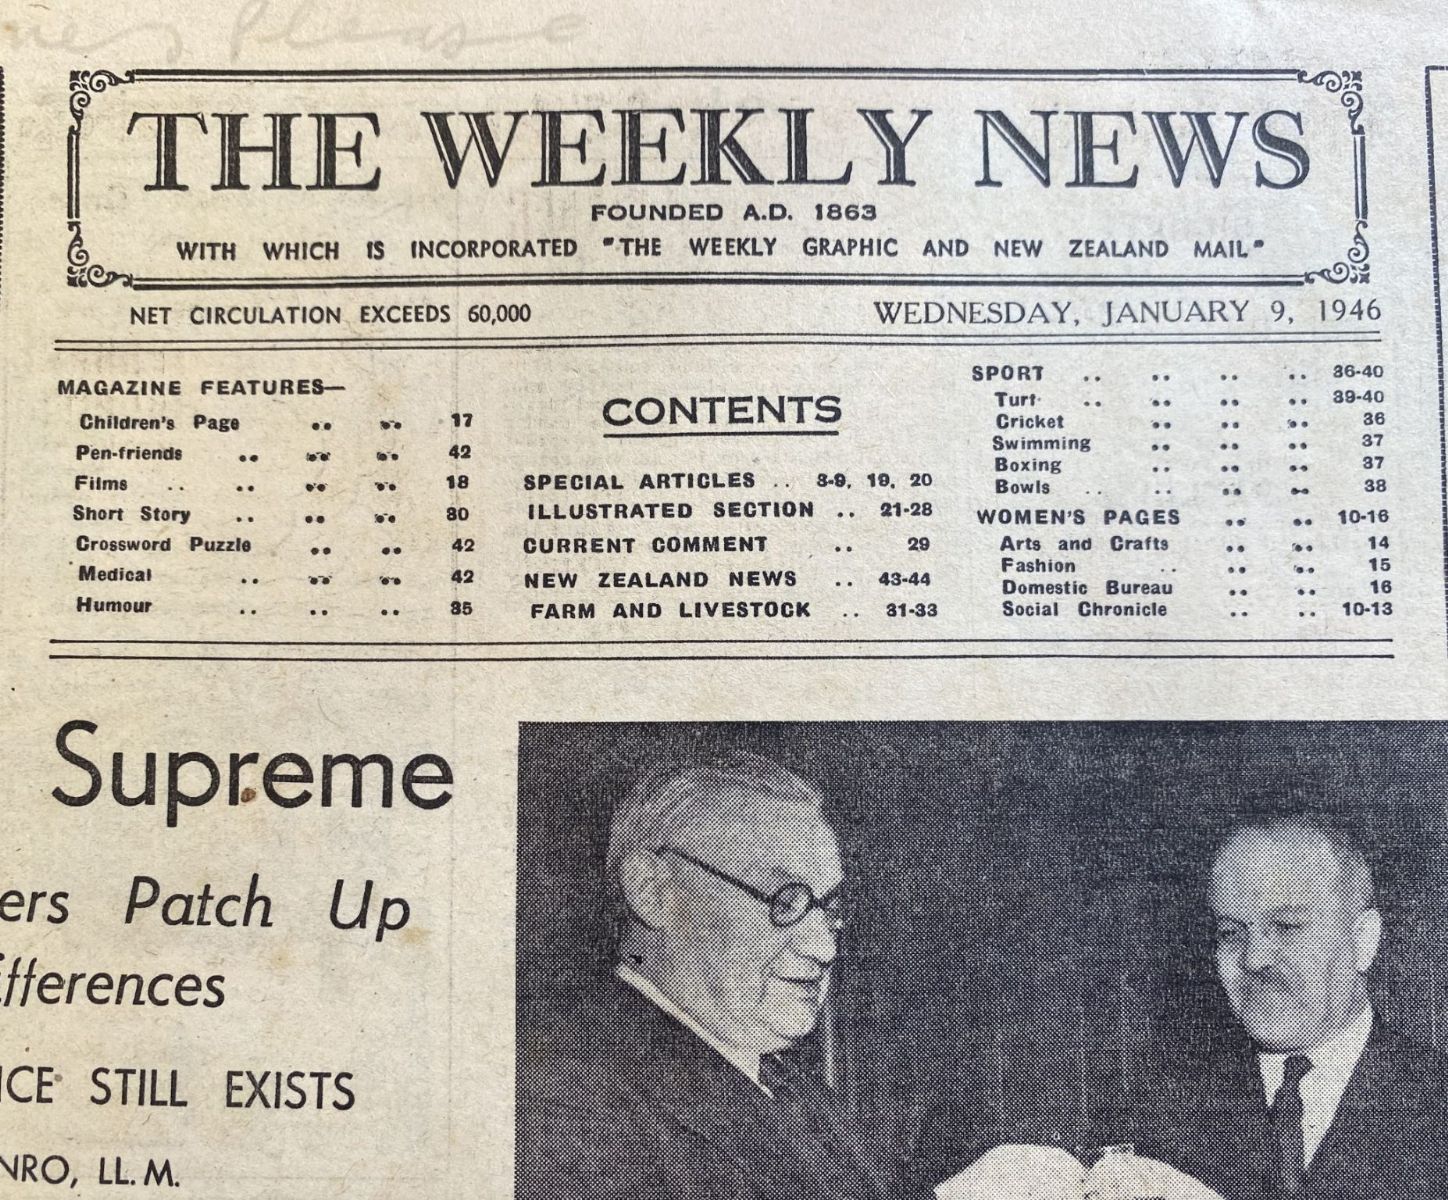 Please
THE WEEKLY NEWS
FOUNDED A.D. 1863
WITH WHICH IS INCORPORATED "THE WEEKLY GRAPHIC AND NEW ZEALAND MAIL"
NET CIRCULATION EXCEEDS 60,000
WEDNESDAY, JANUARY 9, 1946
MAGAZINE FEATURES—
Children's Page .. .. 17
Pen-friends .. .. .. 42
Films .. .. .. 18
Short Story .. .. .. 30
Crossword Puzzle .. .. 42
Medical .. .. .. 42
Humour .. .. .. 35
CONTENTS
SPECIAL ARTICLES .. 8-9, 19, 20
ILLUSTRATED SECTION .. 21-28
CURRENT COMMENT .. 29
NEW ZEALAND NEWS .. 43-44
FARM AND LIVESTOCK .. 31-33
SPORT .. .. .. .. 36-40
Turf .. .. .. .. 39-40
Cricket .. .. .. 36
Swimming .. .. .. 37
Boxing .. .. .. 37
Bowls .. .. .. .. 38
WOMEN'S PAGES .. .. 10-16
Arts and Crafts .. .. 14
Fashion .. .. .. 15
Domestic Bureau .. .. 16
Social Chronicle .. .. 10-13
Supreme
ers Patch Up
ifferences
ICE STILL EXISTS
NRO, LL.M.